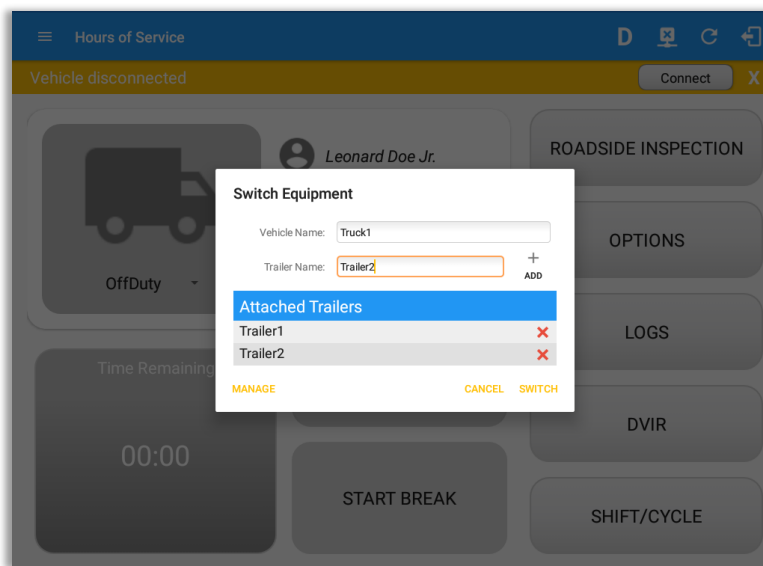 Hours of Service
D
Vehicle disconnected
Connect
X
Leonard Doe Jr.
OffDuty
Time Remaining
00:00
START BREAK
ROADSIDE INSPECTION
OPTIONS
LOGS
DVIR
SHIFT/CYCLE
Switch Equipment
Vehicle Name: Truck1
Trailer Name: Trailer2
ADD
Attached Trailers
Trailer1
Trailer2
MANAGE
CANCEL
SWITCH